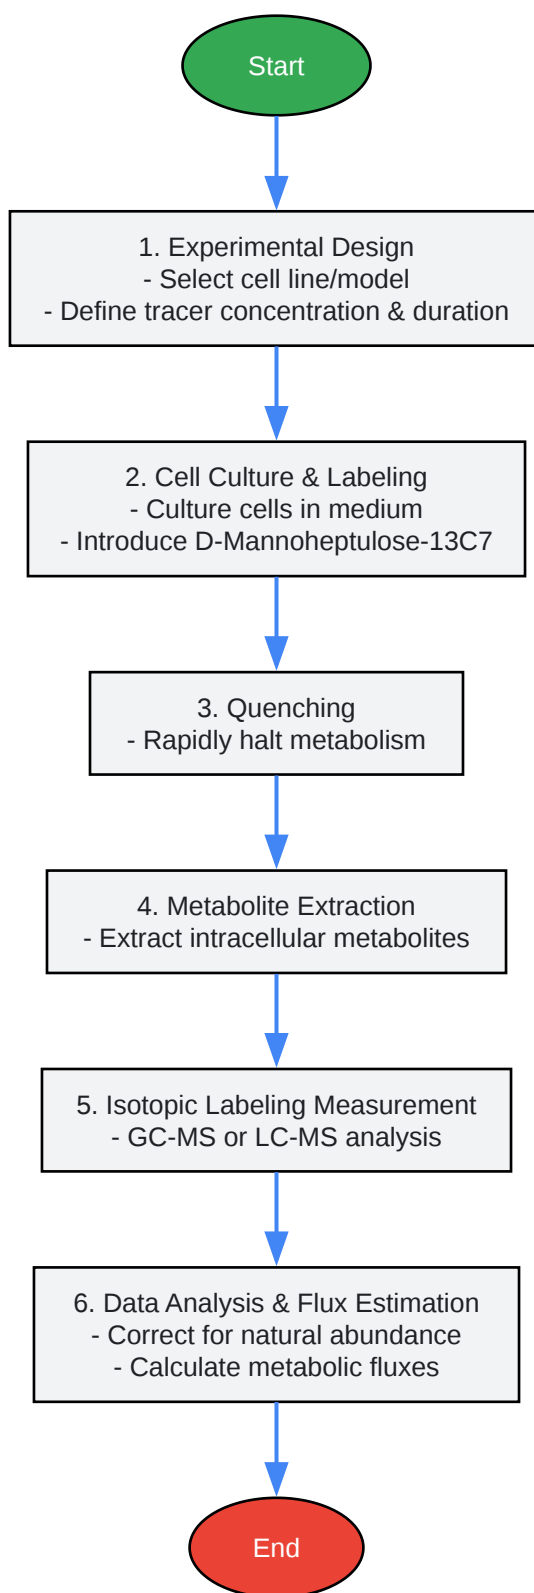 Start
1. Experimental Design
- Select cell line/model
- Define tracer concentration & duration
2. Cell Culture & Labeling
- Culture cells in medium
- Introduce D-Mannoheptulose-13C7
3. Quenching
- Rapidly halt metabolism
4. Metabolite Extraction
- Extract intracellular metabolites
5. Isotopic Labeling Measurement
- GC-MS or LC-MS analysis
6. Data Analysis & Flux Estimation
- Correct for natural abundance
- Calculate metabolic fluxes
End